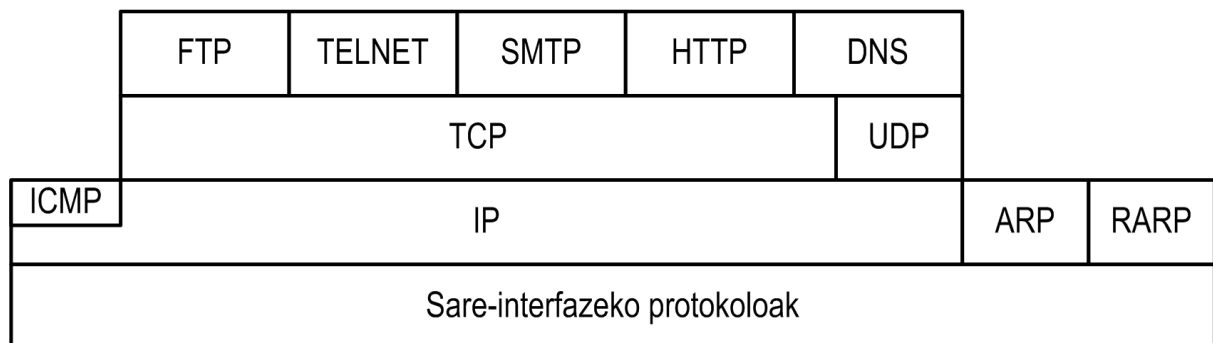 FTP TELNET SMTP HTTP DNS
TCP UDP
ICMP IP ARP RARP
Sare-interfazeko protokoloak